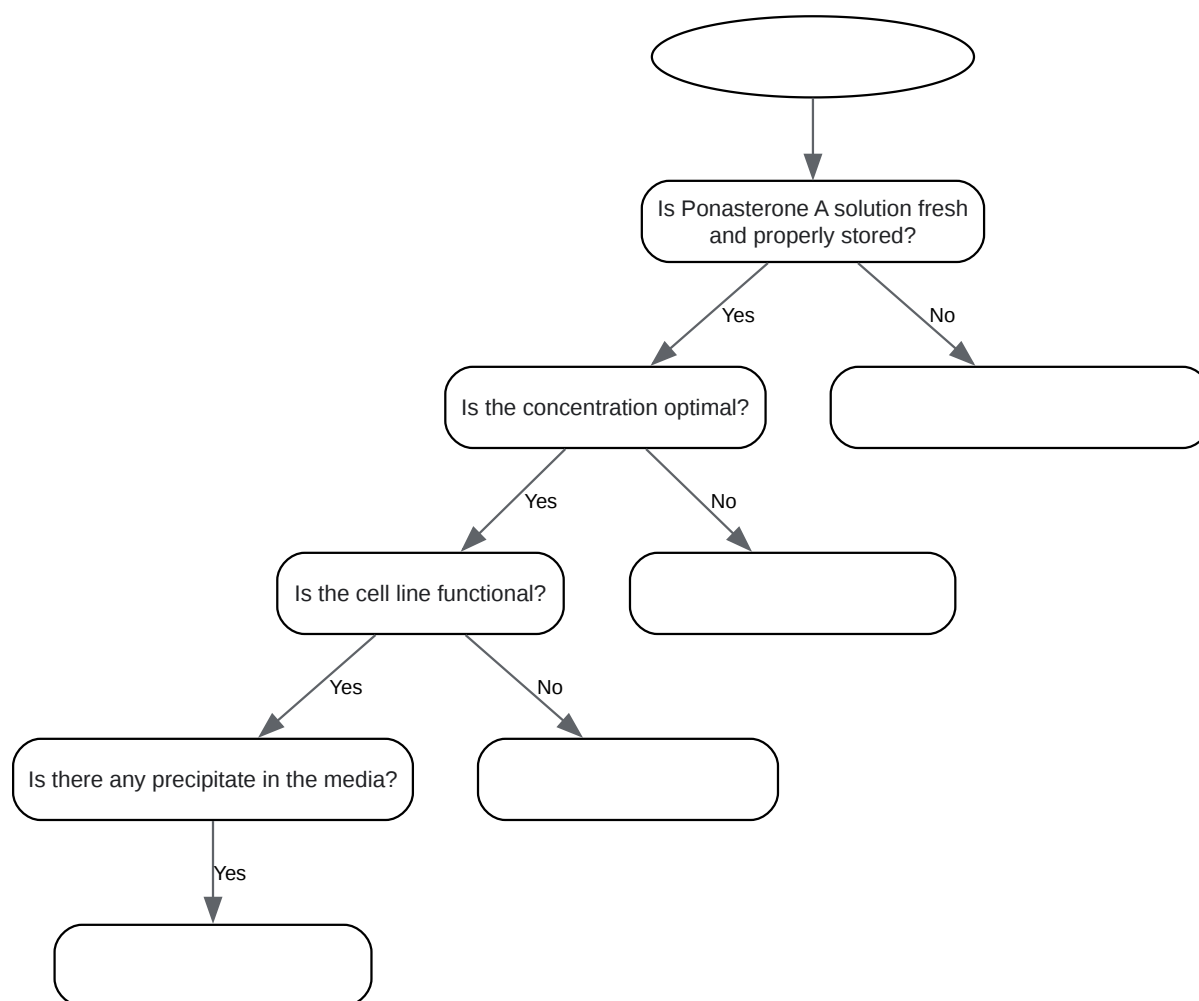 Is Ponasterone A solution fresh
and properly stored?
Yes
No
Is the concentration optimal?
Yes
No
Is the cell line functional?
Yes
No
Is there any precipitate in the media?
Yes